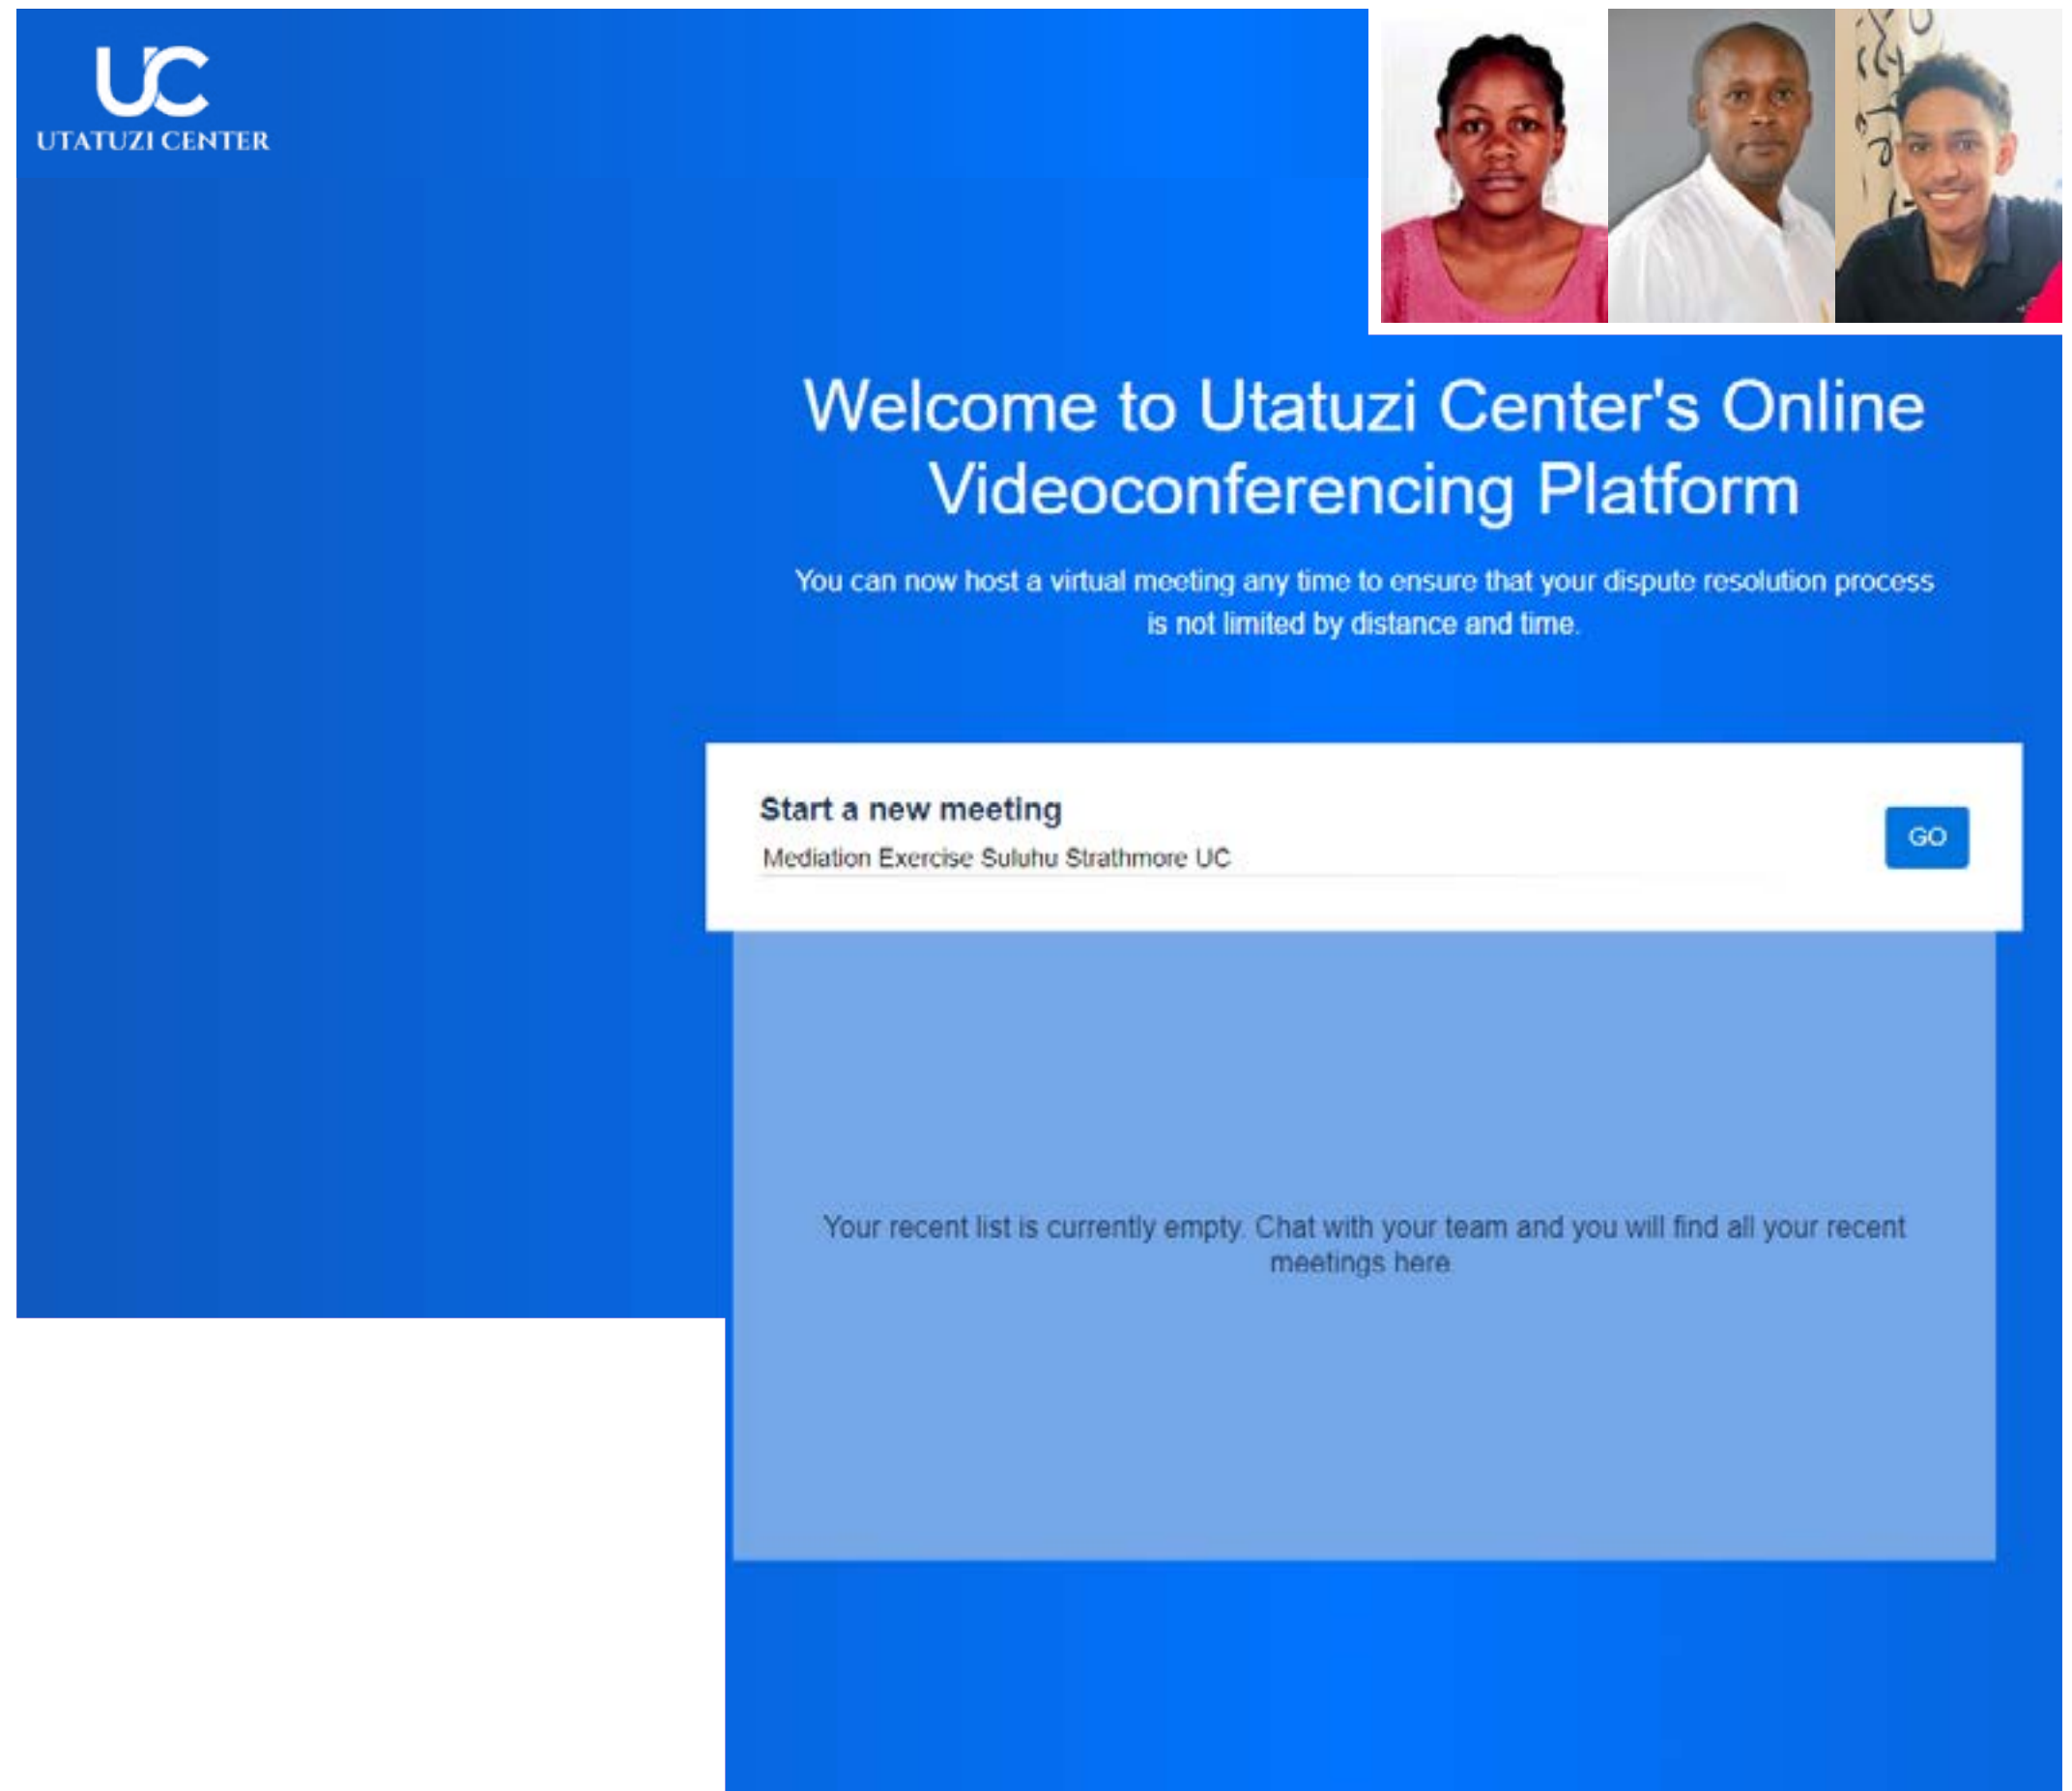 UC
UTATUZI CENTER
Welcome to Utatuzi Center's Online
Videoconferencing Platform
You can now host a virtual meeting any time to ensure that your dispute resolution process
is not limited by distance and time.
Start a new meeting
Mediation Exercise Suluhu Strathmore UC
GO
Your recent list is currently empty. Chat with your team and you will find all your recent
meetings here